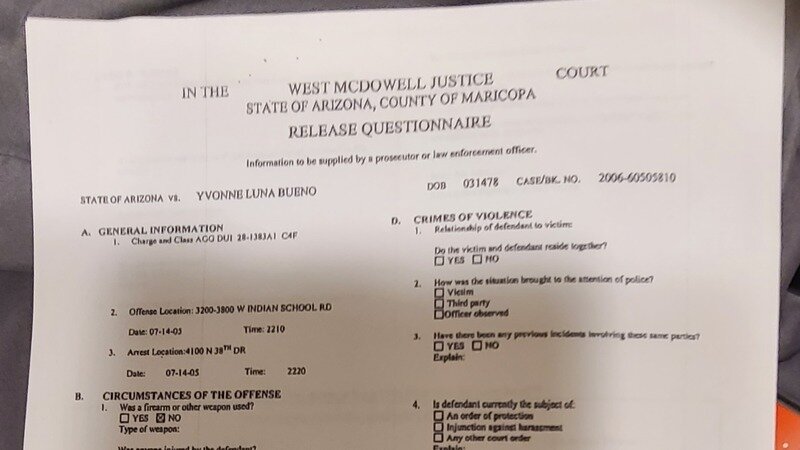 IN THE WEST MCDOWELL JUSTICE COURT
STATE OF ARIZONA, COUNTY OF MARICOPA
RELEASE QUESTIONNAIRE
Information to be supplied by a prosecutor or law enforcement officer.
STATE OF ARIZONA VS. YVONNE LUNA BUENO DOB 031478 CASE/BK. NO. 2006-60505810
A. GENERAL INFORMATION
1. Charge and Class AGG DUI 28-1383A1 C4F
2. Offense Location: 3200-3800 W INDIAN SCHOOL RD
Date: 07-14-05 Time: 2210
3. Arrest Location:4100 N 38TH DR
Date: 07-14-05 Time: 2220
B. CIRCUMSTANCES OF THE OFFENSE
1. Was a firearm or other weapon used?
☐ YES ☒ NO
Type of weapon:
Was anyone injured by the defendant?
D. CRIMES OF VIOLENCE
1. Relationship of defendant to victim:
Do the victim and defendant reside together?
☐ YES ☐ NO
2. How was the situation brought to the attention of police?
☐ Victim
☐ Third party
☐ Officer observed
3. Have there been any previous incidents involving these same parties?
☐ YES ☐ NO
Explain:
4. Is defendant currently the subject of:
☐ An order of protection
☐ Injunction against harassment
☐ Any other court order
Explain: